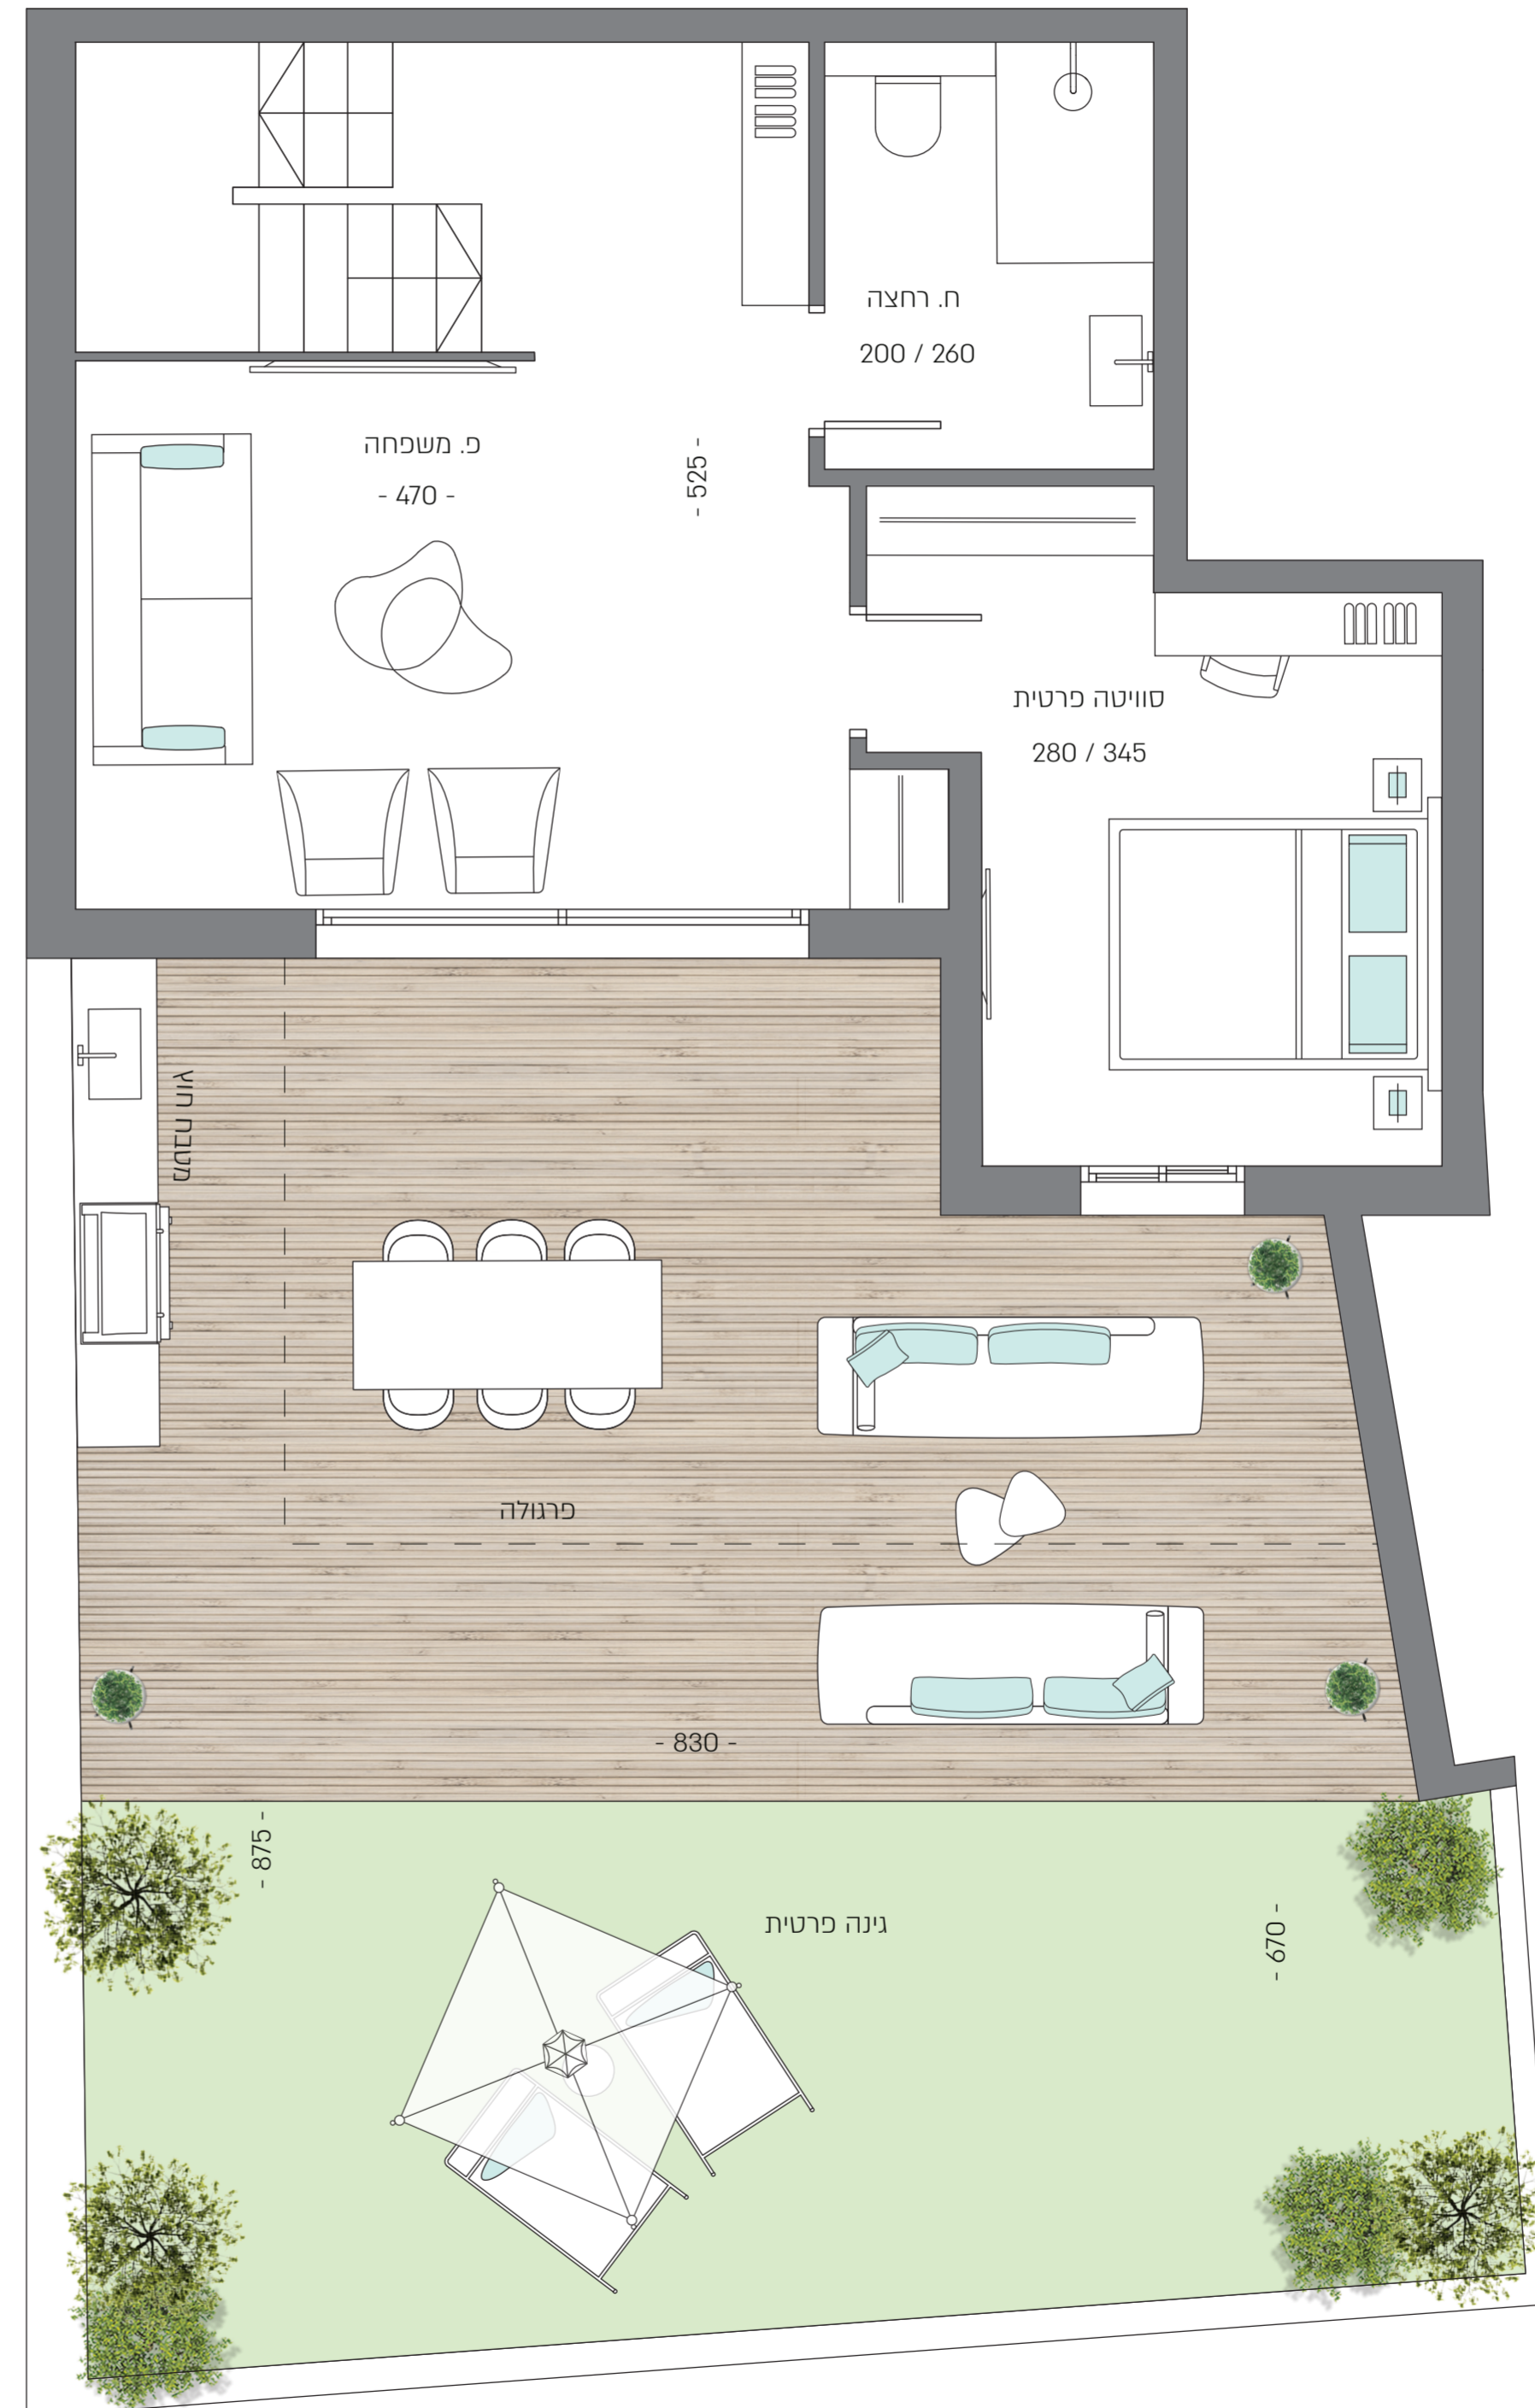 ח. רחצה
200 / 260
פ. משפחה
- 470 -
- 525 -
סוויטה פרטית
280 / 345
מטבח חוץ
פרגולה
- 830 -
- 875 -
גינה פרטית
- 670 -